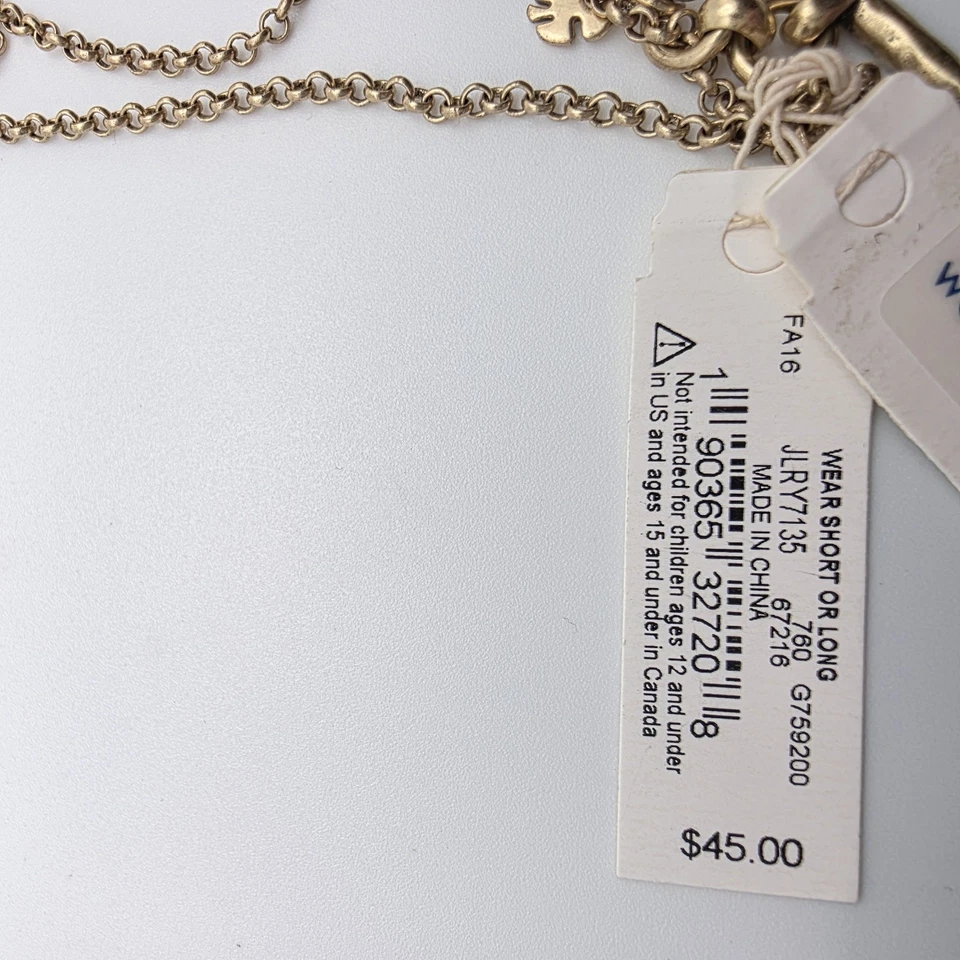 FA16
WEAR SHORT OR LONG
JLRY7135 760 G759200
67216
MADE IN CHINA
1 90365 32720 8
Not intended for children ages 12 and under
in US and ages 15 and under in Canada
$45.00